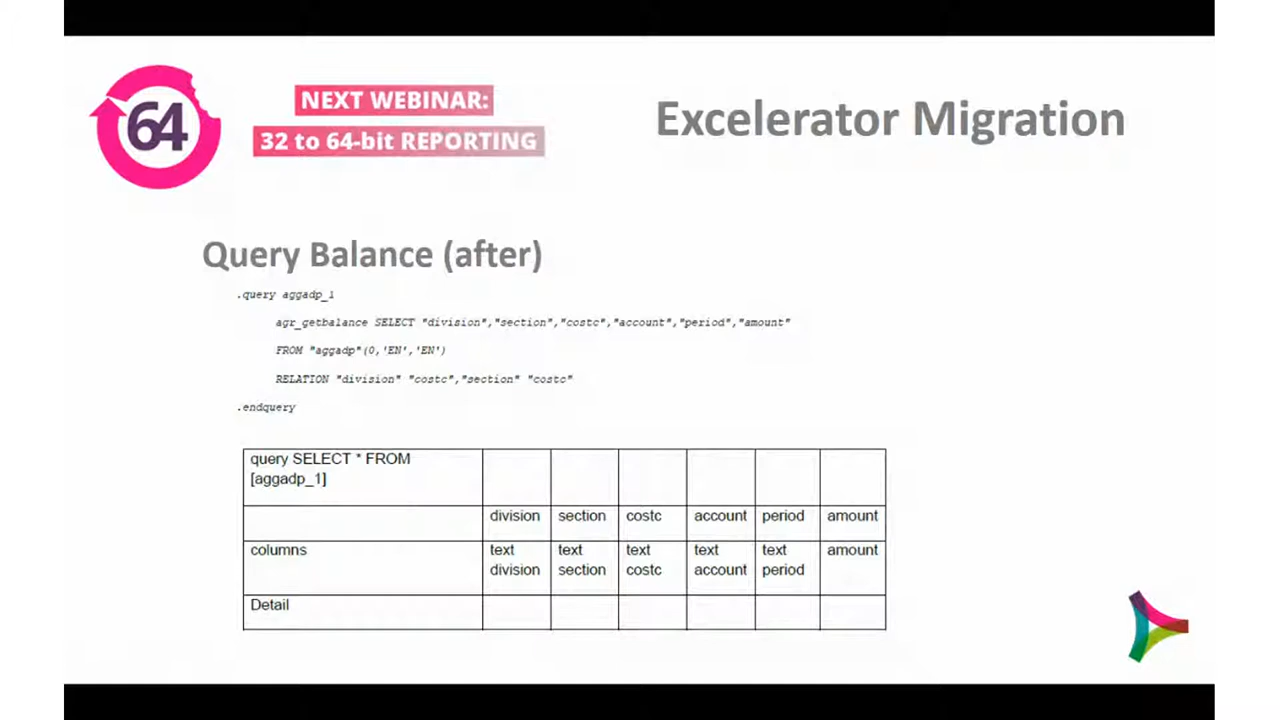 64
NEXT WEBINAR:
32 to 64-bit REPORTING
Excelerator Migration
Query Balance (after)
.query aggadp_1
agr_getbalance SELECT "division","section","costc","account","period","amount"
FROM "aggadp"(0,'EN','EN')
RELATION "division" "costc","section" "costc"
.endquery
query SELECT * FROM
[aggadp_1]
division section costc account period amount
columns text text text text text amount
division section costc account period
Detail